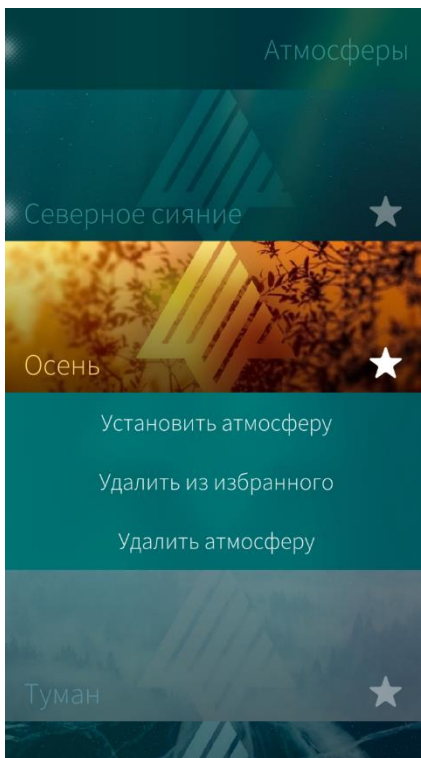 Атмосферы
Северное сияние
Осень
Установить атмосферу
Удалить из избранного
Удалить атмосферу
Туман